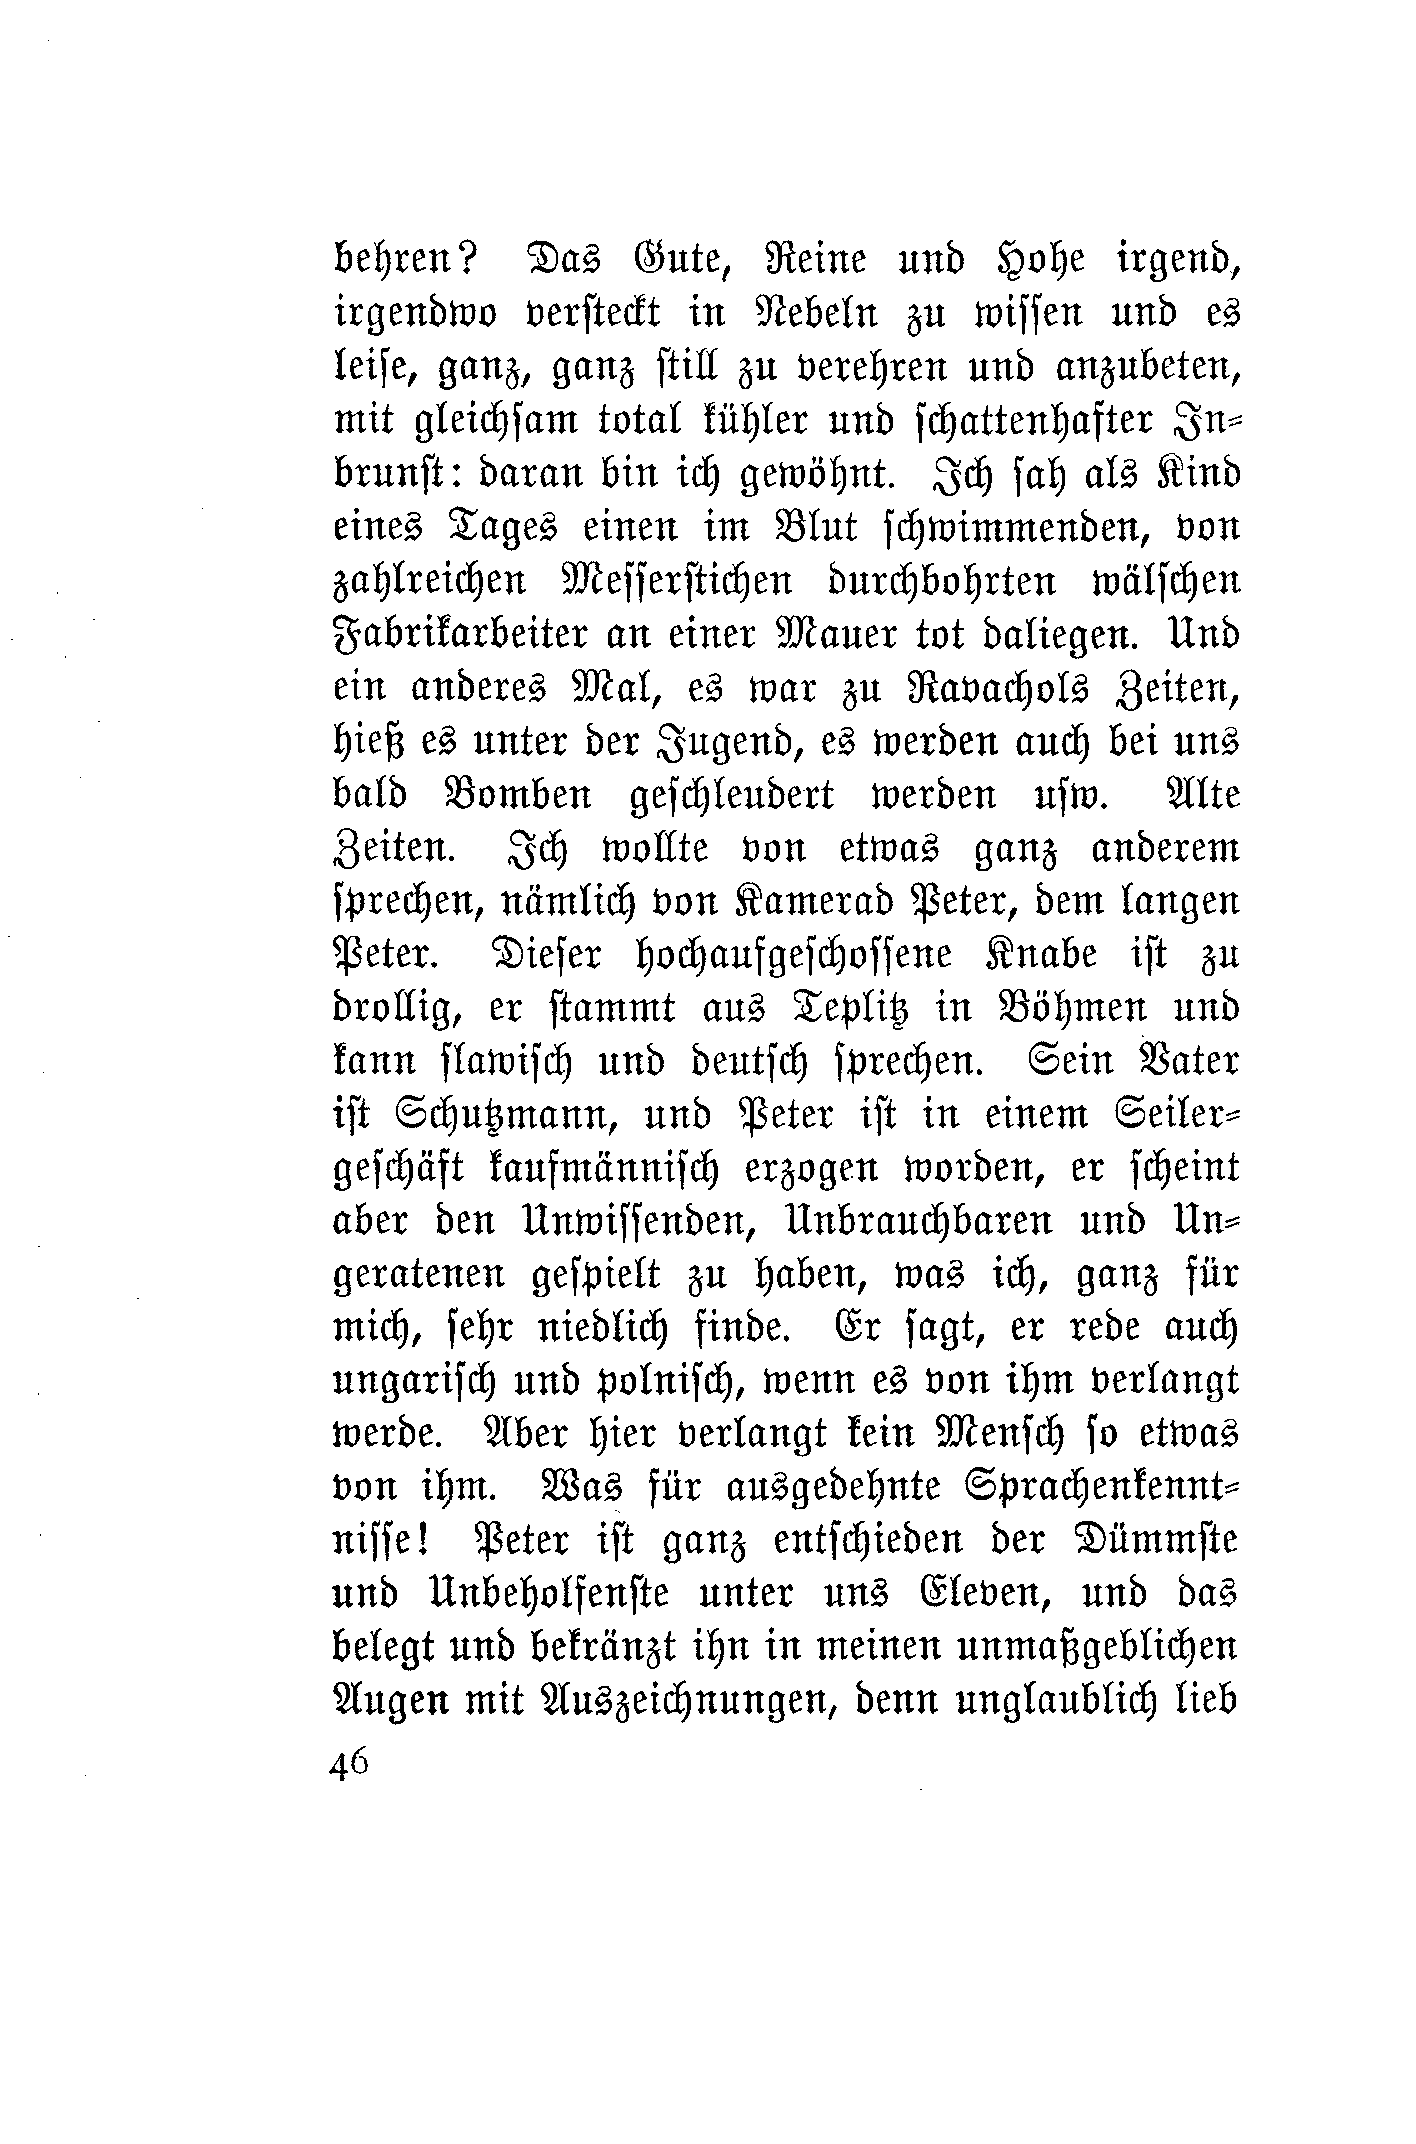 behren? Das Gute, Reine und Hohe irgend,
irgendwo versteckt in Nebeln zu wissen und es
leise, ganz, ganz still zu verehren und anzubeten,
mit gleichsam total kühler und schattenhafter In-
brunst: daran bin ich gewöhnt. Ich sah als Kind
eines Tages einen im Blut schwimmenden, von
zahlreichen Messerstichen durchbohrten wälschen
Fabrikarbeiter an einer Mauer tot daliegen. Und
ein anderes Mal, es war zu Ravachols Zeiten,
hieß es unter der Jugend, es werden auch bei uns
bald Bomben geschleudert werden usw. Alte
Zeiten. Ich wollte von etwas ganz anderem
sprechen, nämlich von Kamerad Peter, dem langen
Peter. Dieser hochaufgeschossene Knabe ist zu
drollig, er stammt aus Teplitz in Böhmen und
kann slawisch und deutsch sprechen. Sein Vater
ist Schutzmann, und Peter ist in einem Seiler-
geschäft kaufmännisch erzogen worden, er scheint
aber den Unwissenden, Unbrauchbaren und Un-
geratenen gespielt zu haben, was ich, ganz für
mich, sehr niedlich finde. Er sagt, er rede auch
ungarisch und polnisch, wenn es von ihm verlangt
werde. Aber hier verlangt kein Mensch so etwas
von ihm. Was für ausgedehnte Sprachenkennt-
nisse! Peter ist ganz entschieden der Dümmste
und Unbeholfenste unter uns Eleven, und das
belegt und bekränzt ihn in meinen unmaßgeblichen
Augen mit Auszeichnungen, denn unglaublich lieb
46